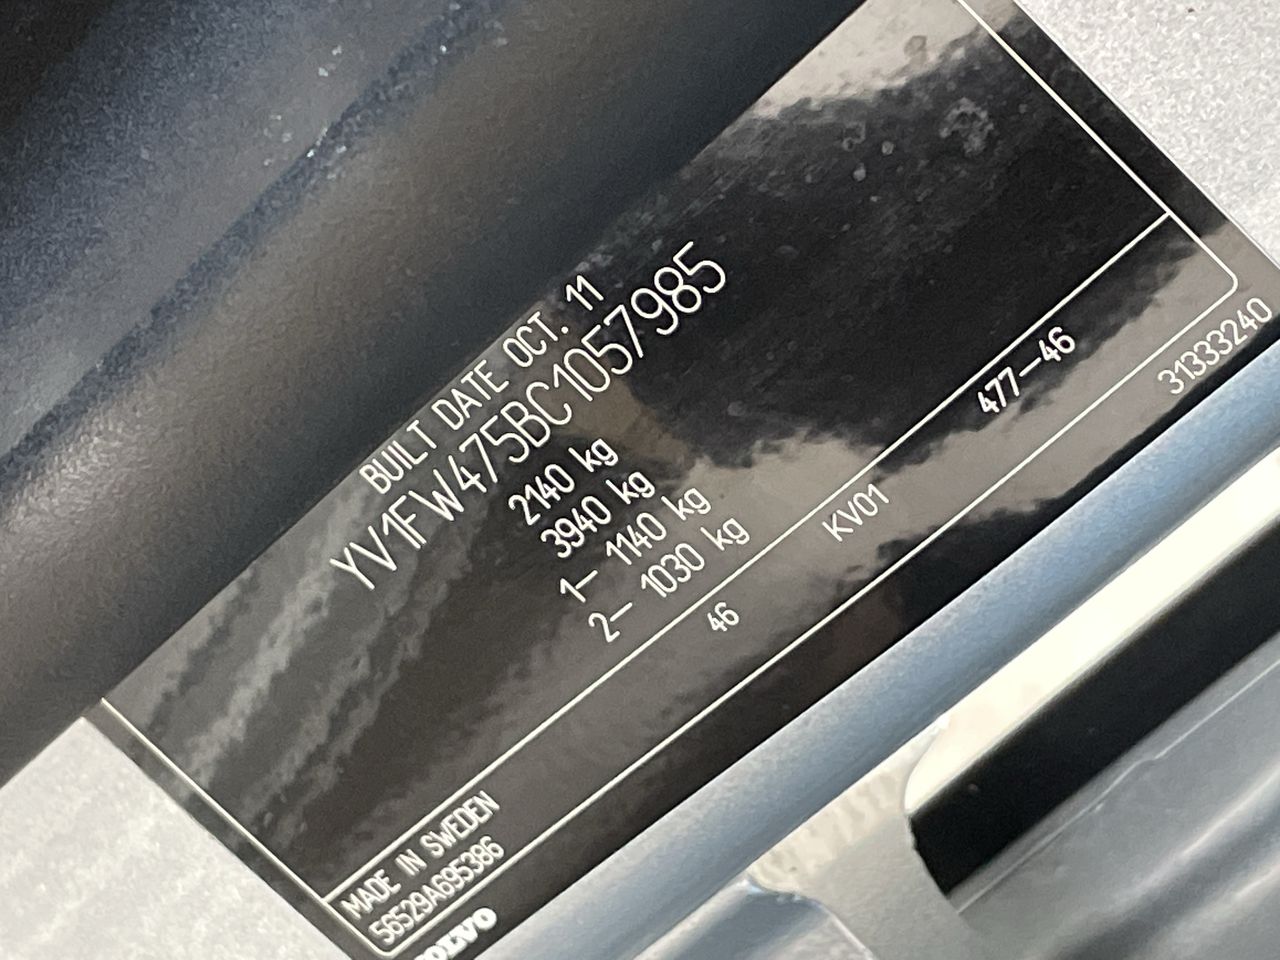 BUILT DATE OCT. 11
YV1FW475BC1057985
2140 kg
3940 kg
1– 1140 kg
2– 1030 kg
477–46
46 KV01
MADE IN SWEDEN
56529A695386
31333240
VOLVO